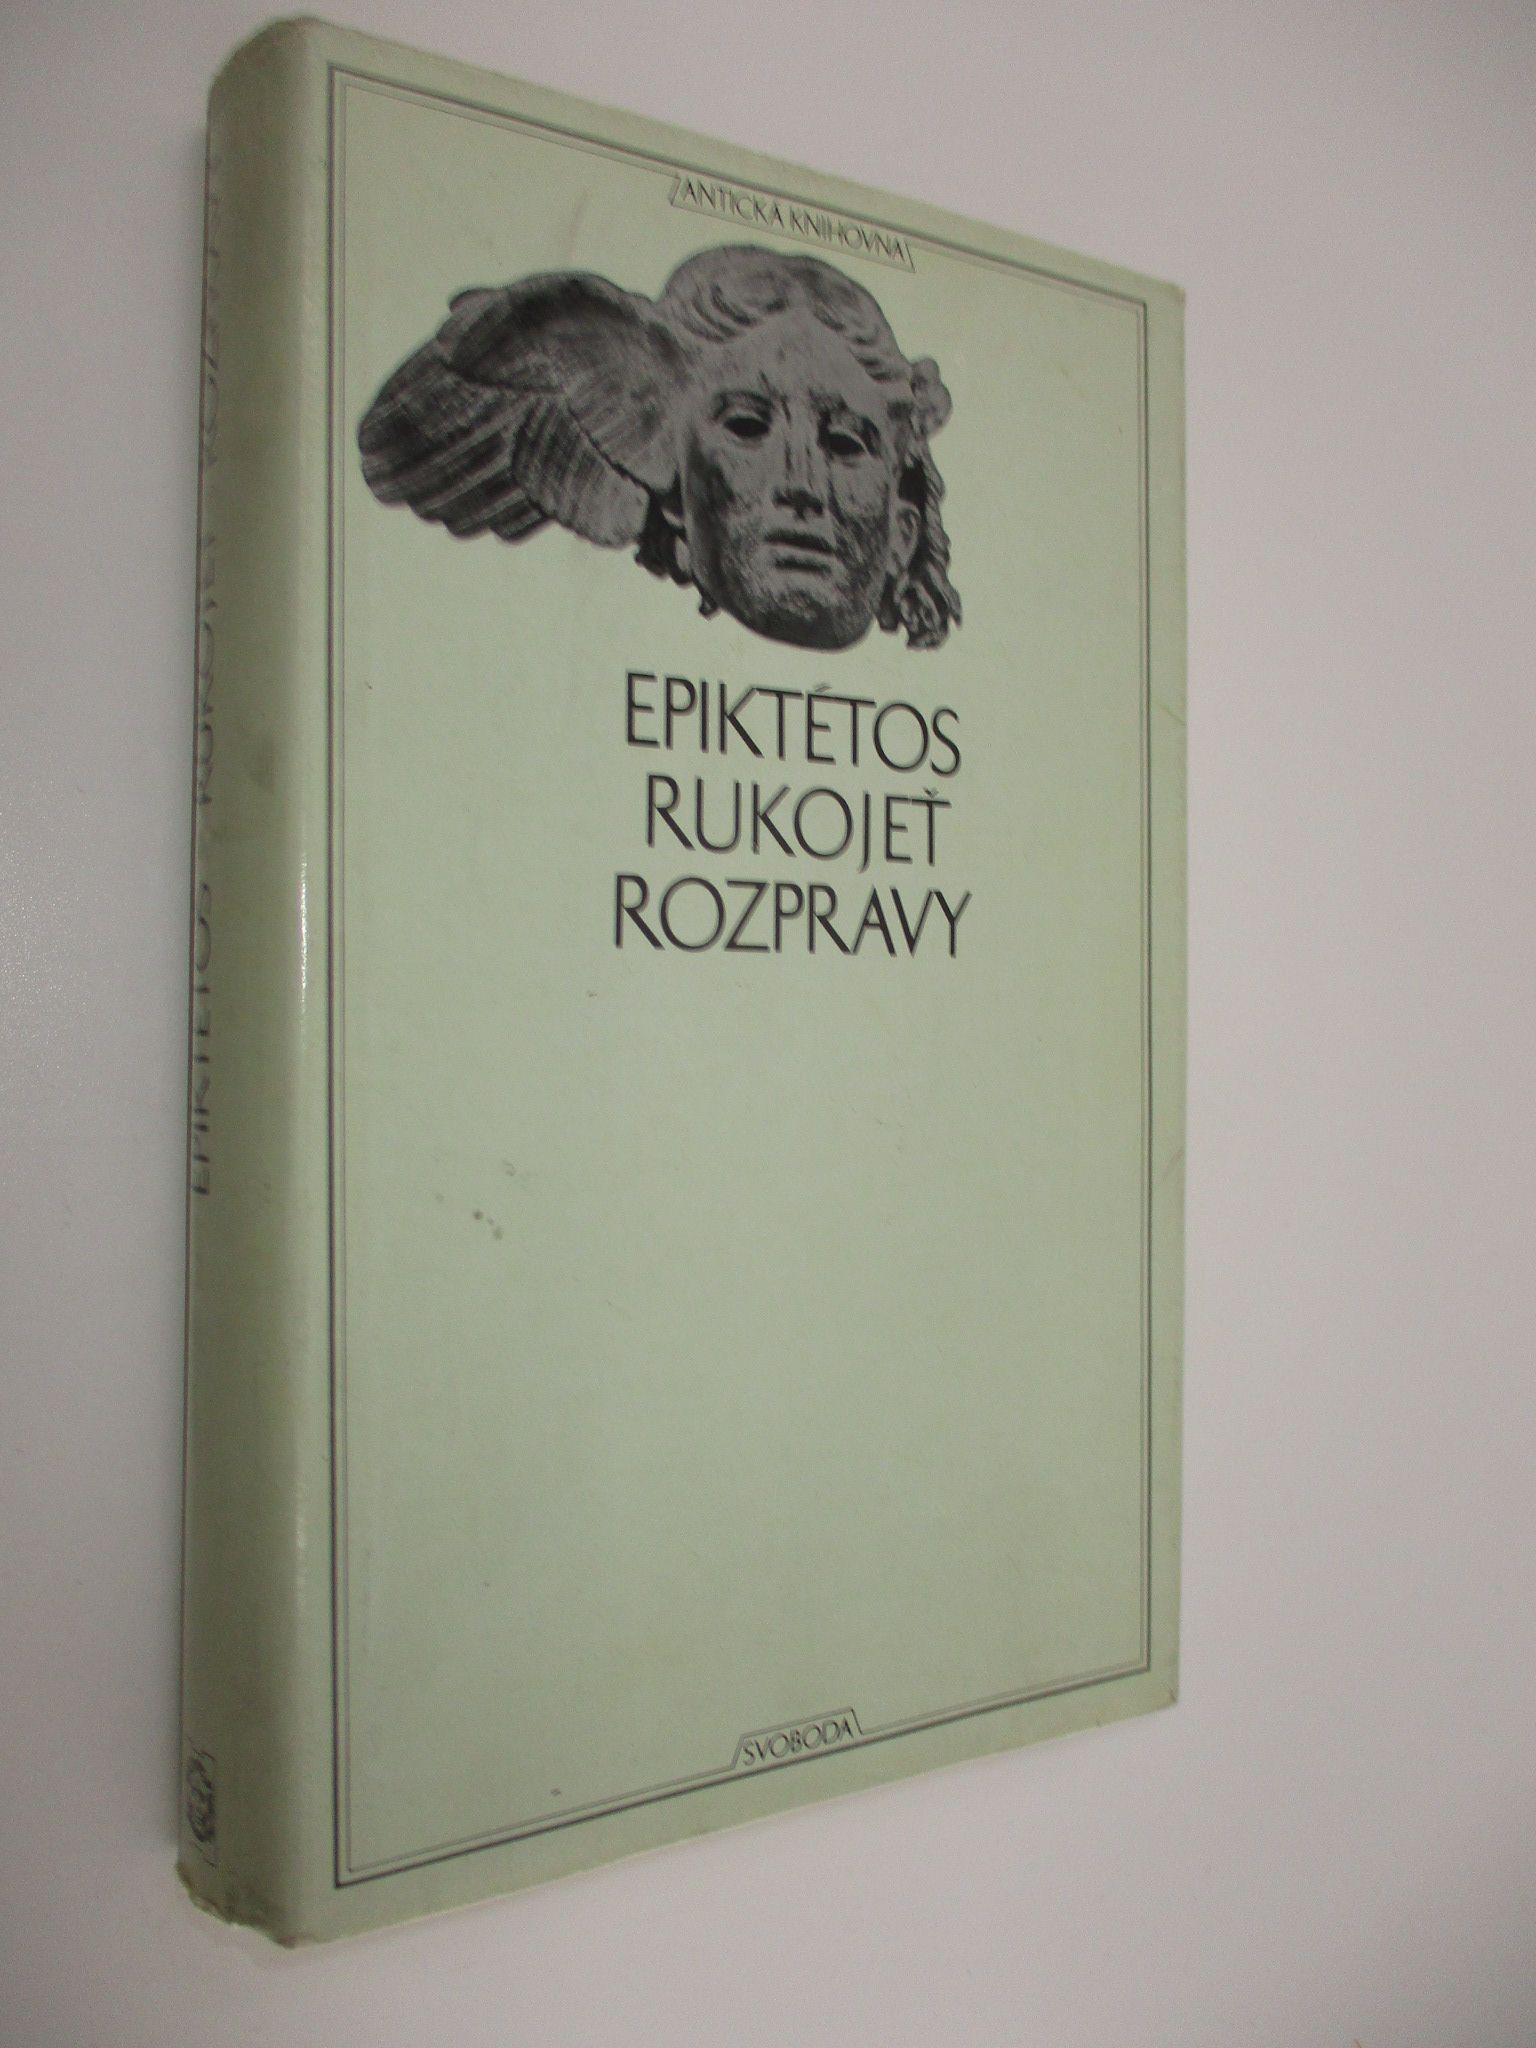 ANTICKÁ KNIHOVNA
EPIKTÉTOS
RUKOJEŤ
ROZPRAVY
SVOBODA
EPIKTÉTOS / RUKOJEŤ ROZPRAVY